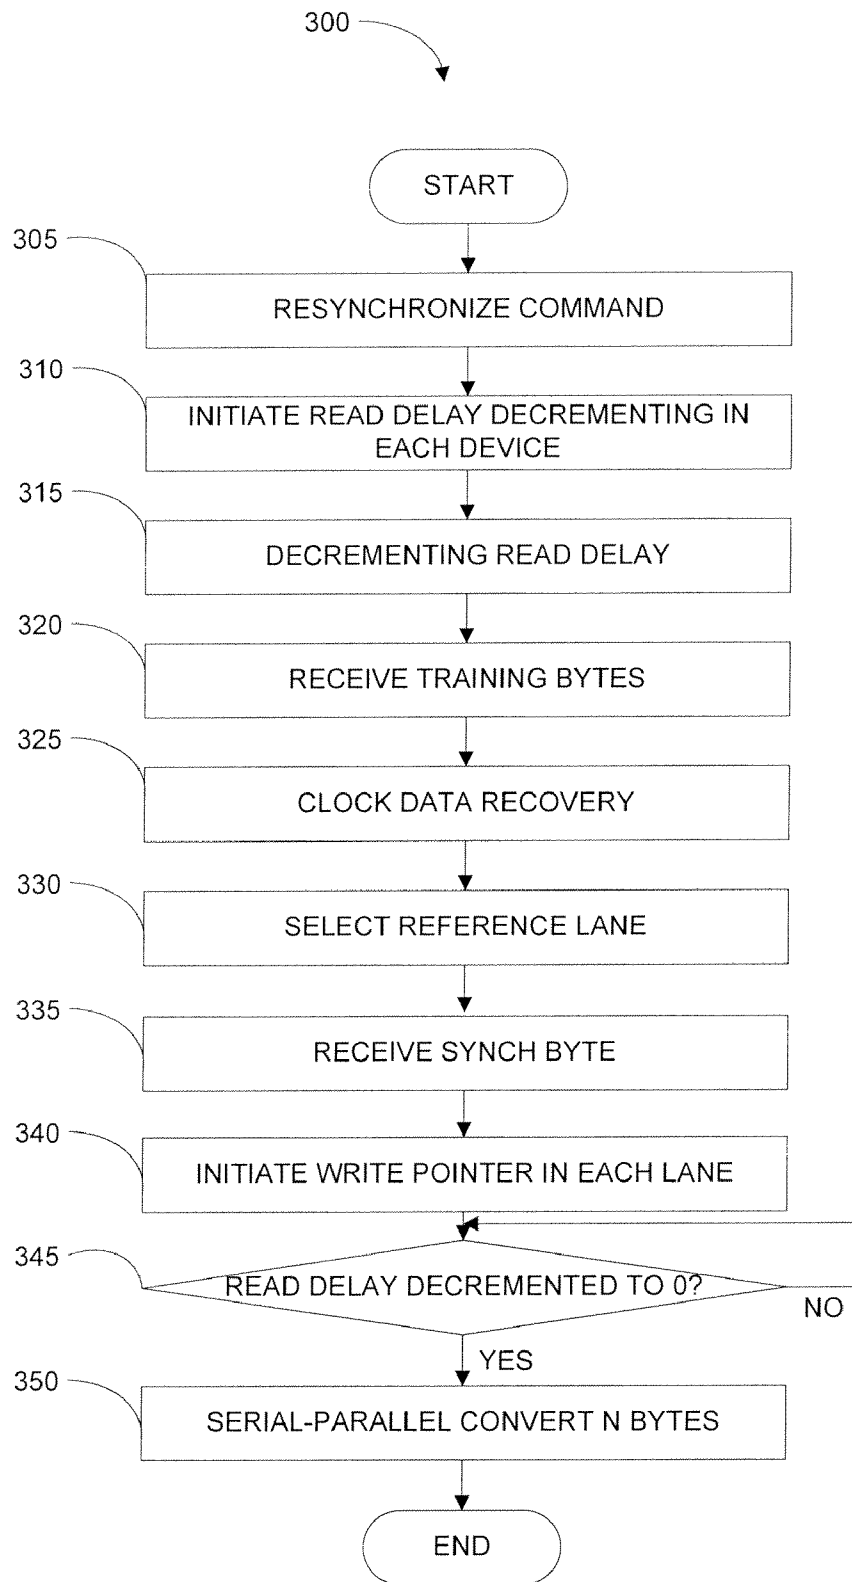 300
START
305
RESYNCHRONIZE COMMAND
310
INITIATE READ DELAY DECREMENTING IN
EACH DEVICE
315
DECREMENTING READ DELAY
320
RECEIVE TRAINING BYTES
325
CLOCK DATA RECOVERY
330
SELECT REFERENCE LANE
335
RECEIVE SYNCH BYTE
340
INITIATE WRITE POINTER IN EACH LANE
345
READ DELAY DECREMENTED TO 0?
NO
YES
350
SERIAL-PARALLEL CONVERT N BYTES
END